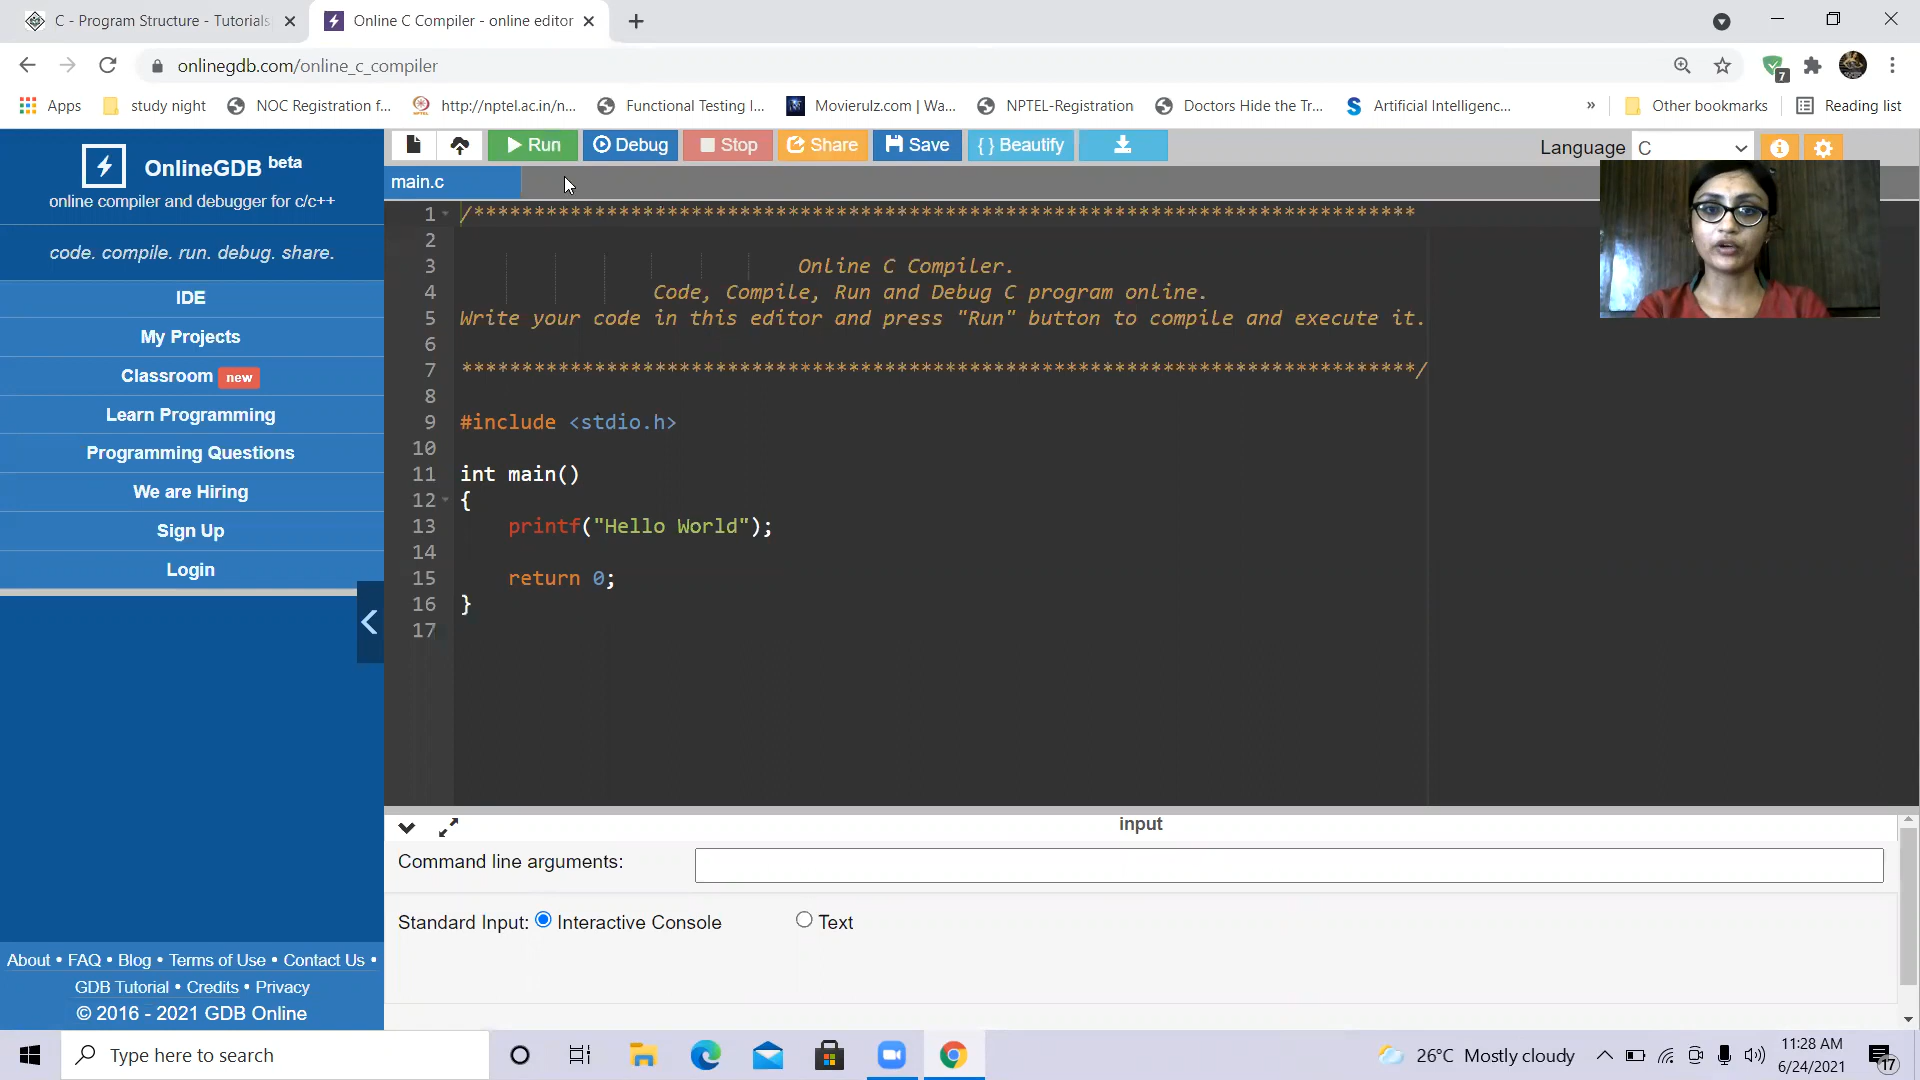 C - Program Structure - Tutorials
Online C Compiler - online editor
onlinegdb.com/online_c_compiler
7
Apps
study night
NOC Registration f...
http://nptel.ac.in/n...
Functional Testing I...
Movierulz.com | Wa...
NPTEL-Registration
Doctors Hide the Tr...
Artificial Intelligenc...
»
Other bookmarks
Reading list
OnlineGDB beta
online compiler and debugger for c/c++
code. compile. run. debug. share.
IDE
My Projects
Classroom new
Learn Programming
Programming Questions
We are Hiring
Sign Up
Login
About • FAQ • Blog • Terms of Use • Contact Us •
GDB Tutorial • Credits • Privacy
© 2016 - 2021 GDB Online
Run
Debug
Stop
Share
Save
{ } Beautify
Language C
main.c
1 /******************************************************************************
2
3 Online C Compiler.
4 Code, Compile, Run and Debug C program online.
5 Write your code in this editor and press "Run" button to compile and execute it.
6
7 *******************************************************************************/
8
9 #include <stdio.h>
10
11 int main()
12 {
13 printf("Hello World");
14
15 return 0;
16 }
17
input
Command line arguments:
Standard Input: Interactive Console Text
Type here to search
26°C Mostly cloudy
11:28 AM
6/24/2021
17